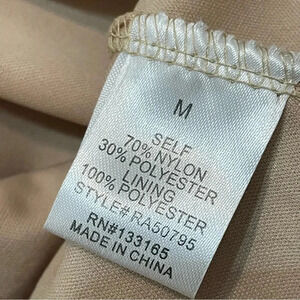 M
SELF
70% NYLON
30% POLYESTER
LINING
100% POLYESTER
STYLE# RA50795
RN#133165
MADE IN CHINA